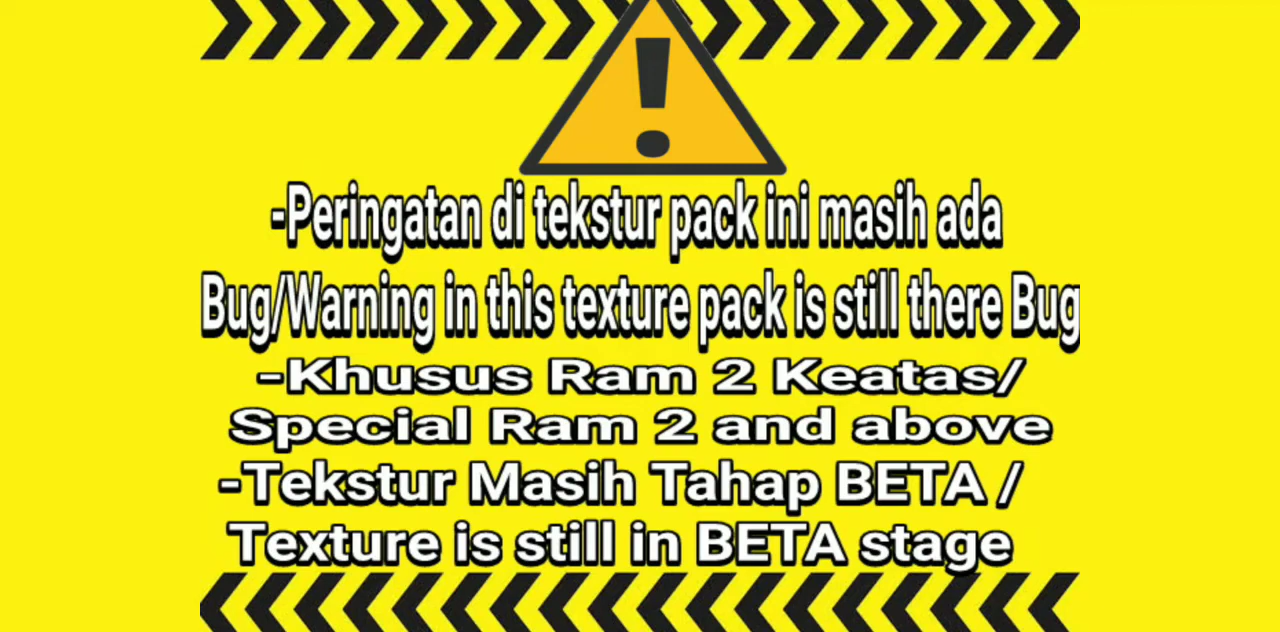 -Peringatan di tekstur pack ini masih ada
Bug/Warning in this texture pack is still there Bug
-Khusus Ram 2 Keatas/
Special Ram 2 and above
-Tekstur Masih Tahap BETA /
Texture is still in BETA stage